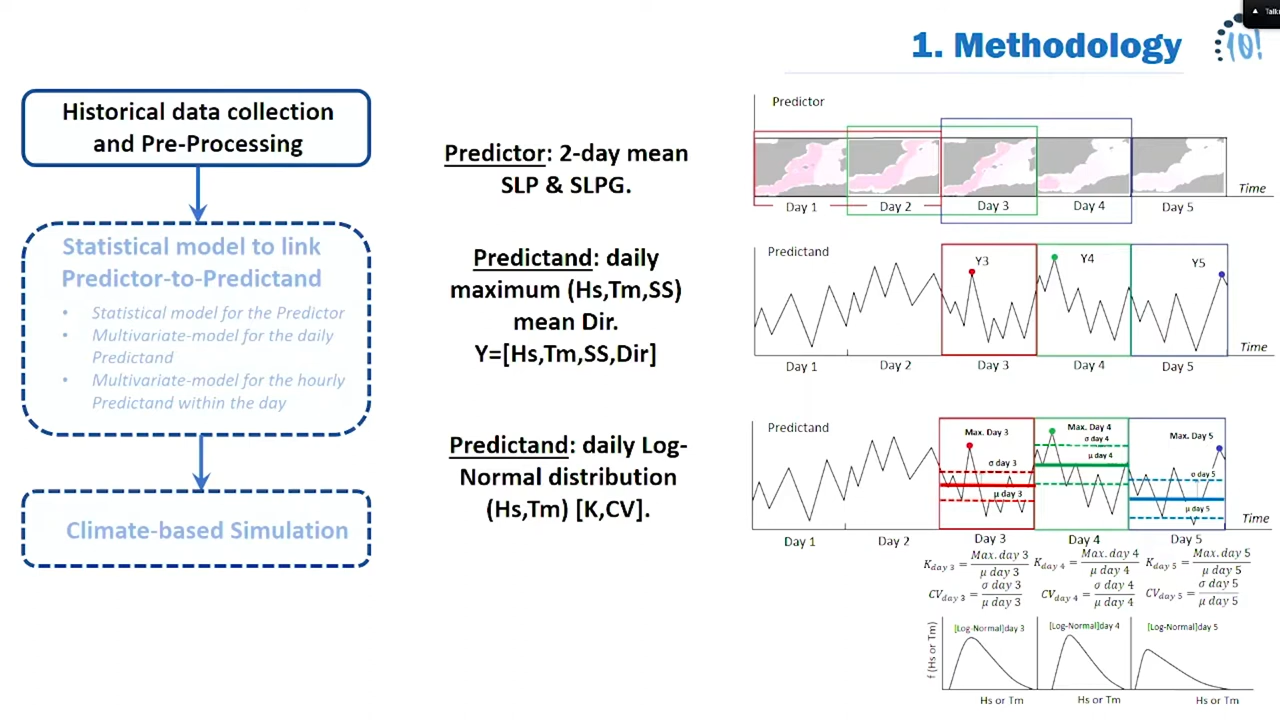 1. Methodology
10!
Historical data collection
and Pre-Processing
Statistical model to link
Predictor-to-Predictand
• Statistical model for the Predictor
• Multivariate-model for the daily
Predictand
• Multivariate-model for the hourly
Predictand within the day
Climate-based Simulation
Predictor: 2-day mean
SLP & SLPG.
Predictand: daily
maximum (Hs,Tm,SS)
mean Dir.
Y=[Hs,Tm,SS,Dir]
Predictand: daily Log-
Normal distribution
(Hs,Tm) [K,CV].
Predictor
Time
Day 1 Day 2 Day 3 Day 4 Day 5
Predictand
Y3 Y4 Y5
Time
Day 1 Day 2 Day 3 Day 4 Day 5
Predictand
Max. Day 3 Max. Day 4 Max. Day 5
σ day 3 σ day 4 σ day 5
μ day 3 μ day 4 μ day 5
Time
Day 1 Day 2 Day 3 Day 4 Day 5
K day 3 = Max. day 3 / μ day 3 K day 4 = Max. day 4 / μ day 4 K day 5 = Max. day 5 / μ day 5
CV day 3 = σ day 3 / μ day 3 CV day 4 = σ day 4 / μ day 4 CV day 5 = σ day 5 / μ day 5
f (Hs or Tm)
[Log-Normal]day 3 [Log-Normal]day 4 [Log-Normal]day 5
Hs or Tm Hs or Tm Hs or Tm